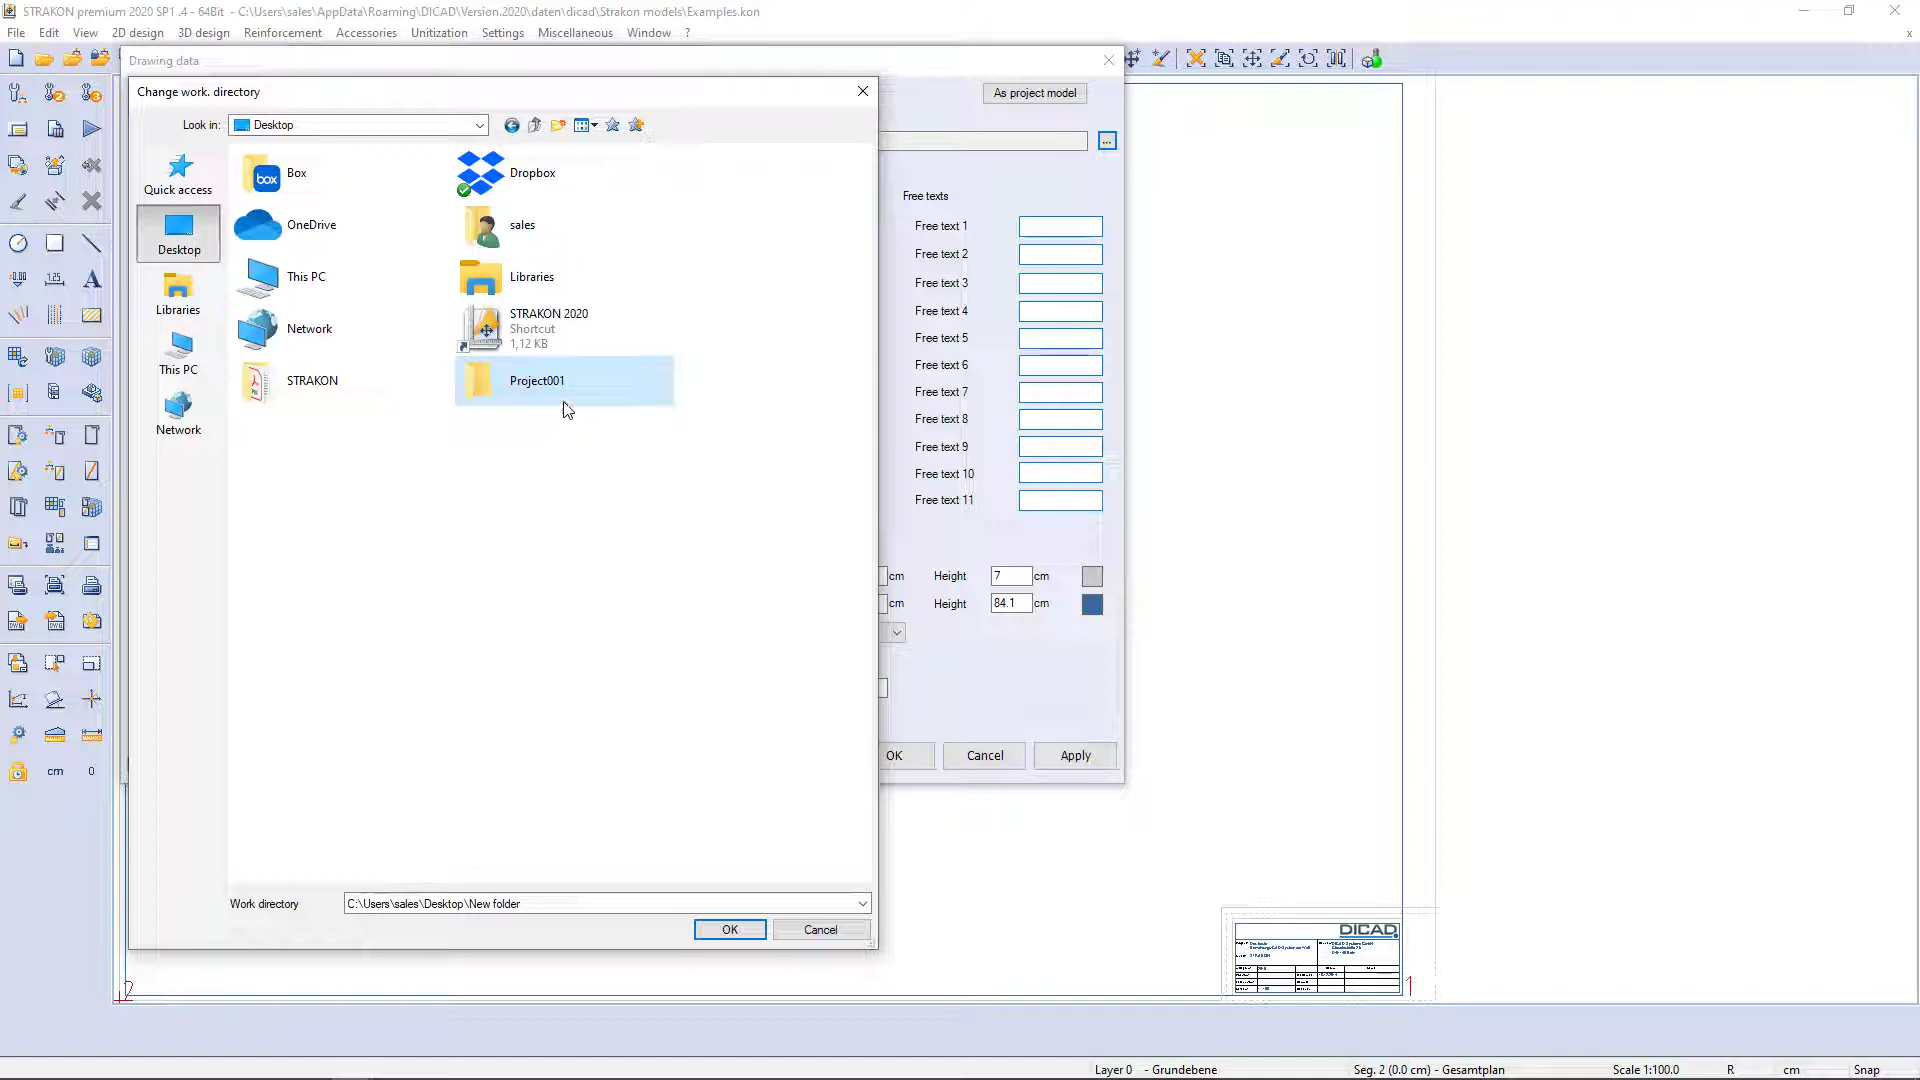 STRAKON premium 2020 SP1 .4 - 64Bit - C:\Users\sales\AppData\Roaming\DICAD\Version.2020\daten\dicad\Strakon models\Examples.kon
File Edit View 2D design 3D design Reinforcement Accessories Unitization Settings Miscellaneous Window ?
Drawing data
Change work. directory
As project model
Look in: Desktop
...
Quick access
Box
Dropbox
Desktop
OneDrive
sales
Libraries
This PC
Libraries
This PC
STRAKON 2020
Shortcut
1,12 KB
Network
Network
STRAKON
Project001
Free texts
Free text 1
Free text 2
Free text 3
Free text 4
Free text 5
Free text 6
Free text 7
Free text 8
Free text 9
Free text 10
Free text 11
cm Height 7 cm
cm Height 84.1 cm
OK Cancel Apply
cm 0
Work directory C:\Users\sales\Desktop\New folder
OK Cancel
DICAD
2
1
Layer 0 - Grundebene Seg. 2 (0.0 cm) - Gesamtplan Scale 1:100.0 R cm Snap